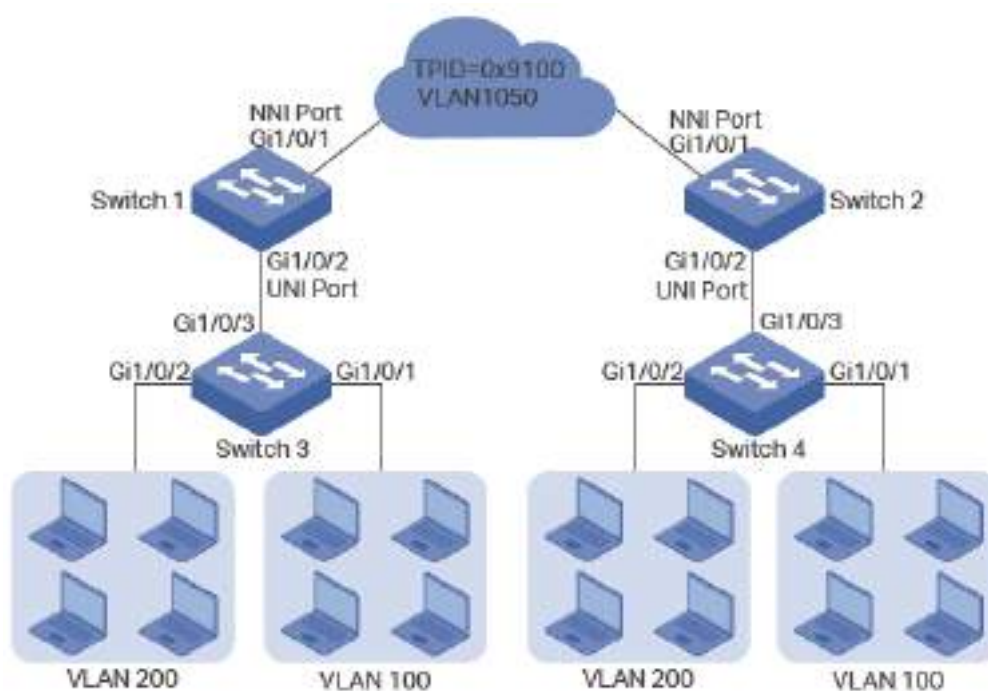 TPID=0x9100
VLAN1050
NNI Port
Gi1/0/1
NNI Port
Gi1/0/1
Switch 1
Switch 2
Gi1/0/2
UNI Port
Gi1/0/2
UNI Port
Gi1/0/3
Gi1/0/3
Gi1/0/2
Gi1/0/1
Gi1/0/2
Gi1/0/1
Switch 3
Switch 4
VLAN 200
VLAN 100
VLAN 200
VLAN 100